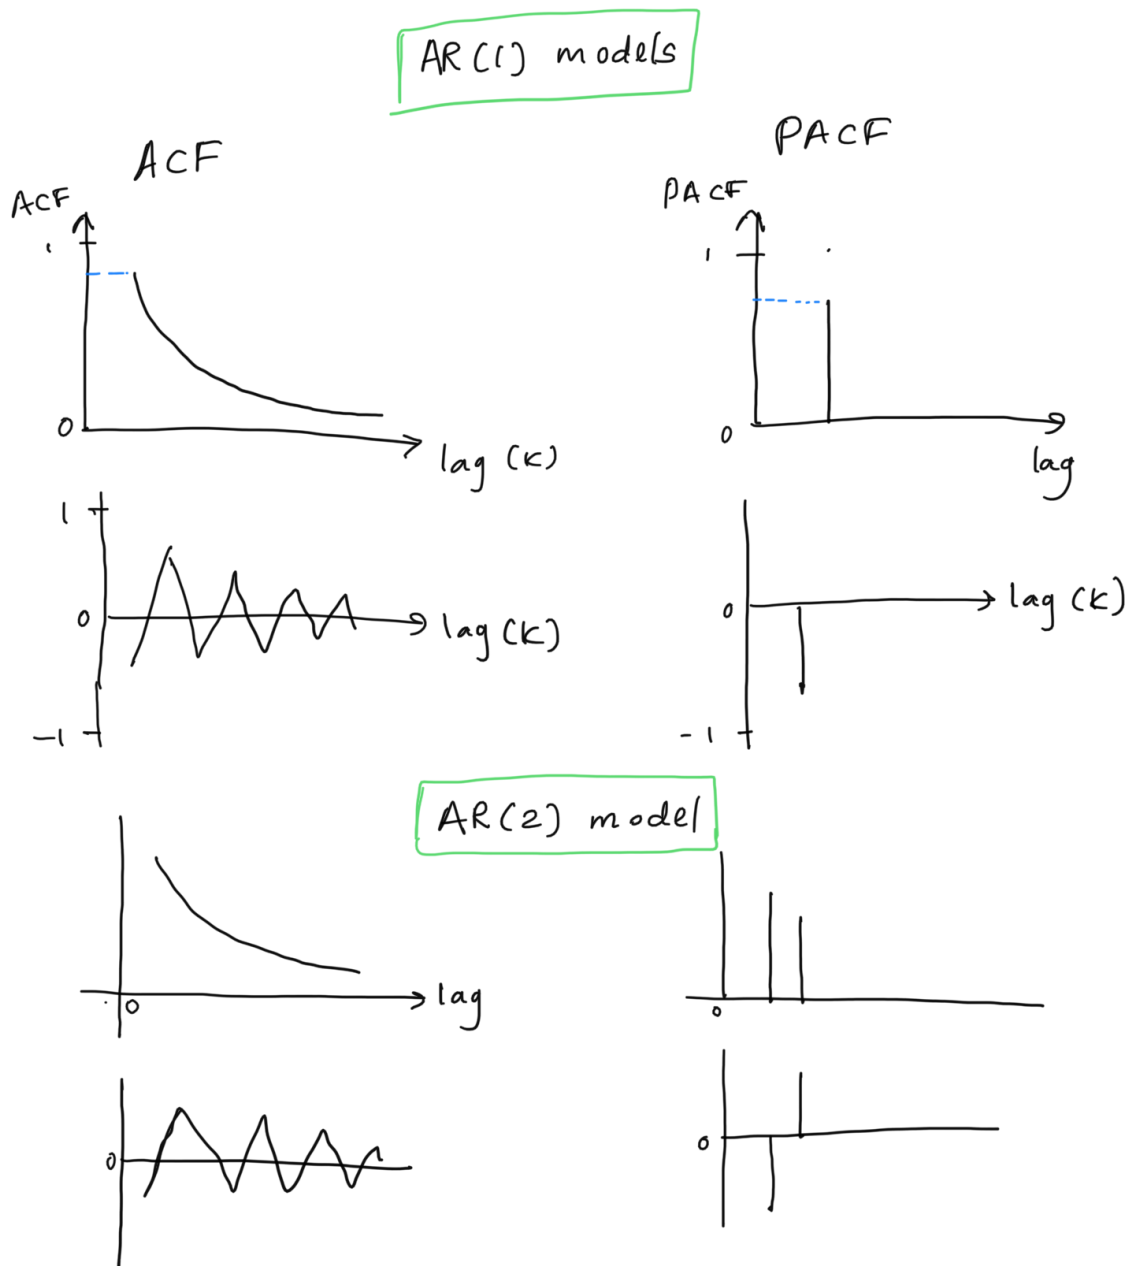 AR(1) models
ACF
PACF
ACF
PACF
1
1
0
lag (K)
0
lag
1
0
lag (K)
-1
0
lag (K)
-1
AR(2) model
0
lag
0
0
0